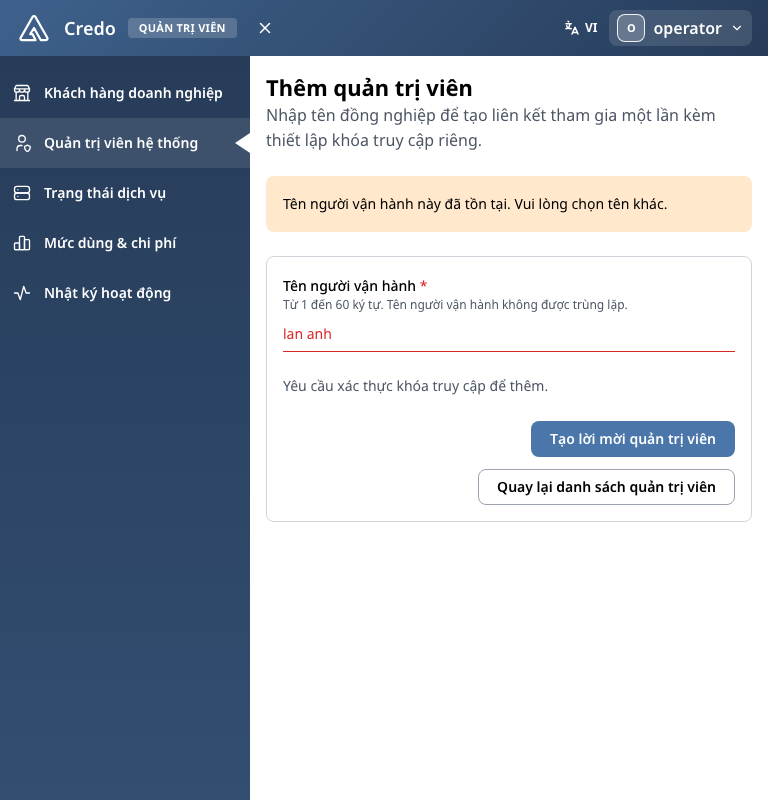 Credo
QUẢN TRỊ VIÊN
VI
O
operator
Khách hàng doanh nghiệp
Quản trị viên hệ thống
Trạng thái dịch vụ
Mức dùng & chi phí
Nhật ký hoạt động
Thêm quản trị viên
Nhập tên đồng nghiệp để tạo liên kết tham gia một lần kèm
thiết lập khóa truy cập riêng.
Tên người vận hành này đã tồn tại. Vui lòng chọn tên khác.
Tên người vận hành *
Từ 1 đến 60 ký tự. Tên người vận hành không được trùng lặp.
lan anh
Yêu cầu xác thực khóa truy cập để thêm.
Tạo lời mời quản trị viên
Quay lại danh sách quản trị viên